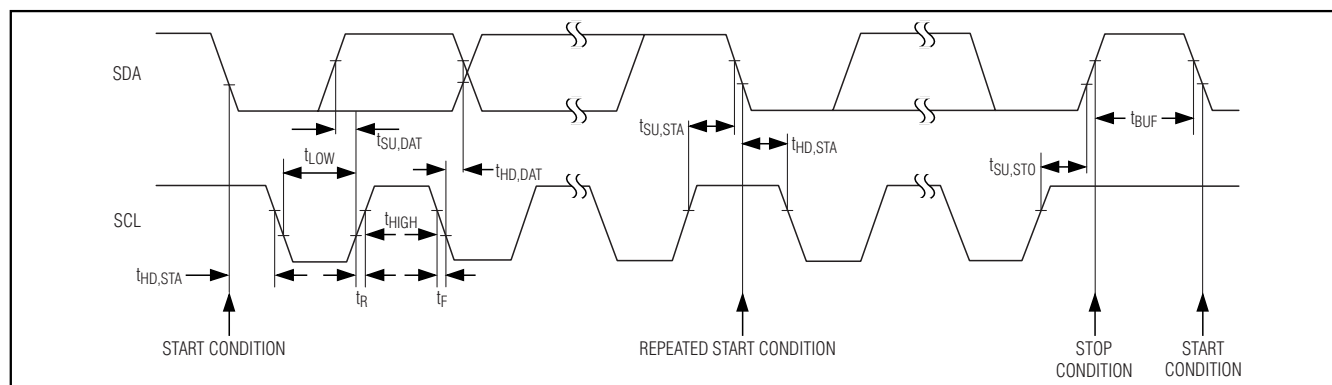 SDA
tSU,DAT
tLOW
tHD,DAT
tSU,STA
tHD,STA
tBUF
tSU,STO
SCL
tHIGH
tHD,STA
tR
tF
START CONDITION
REPEATED START CONDITION
STOP
CONDITION
START
CONDITION